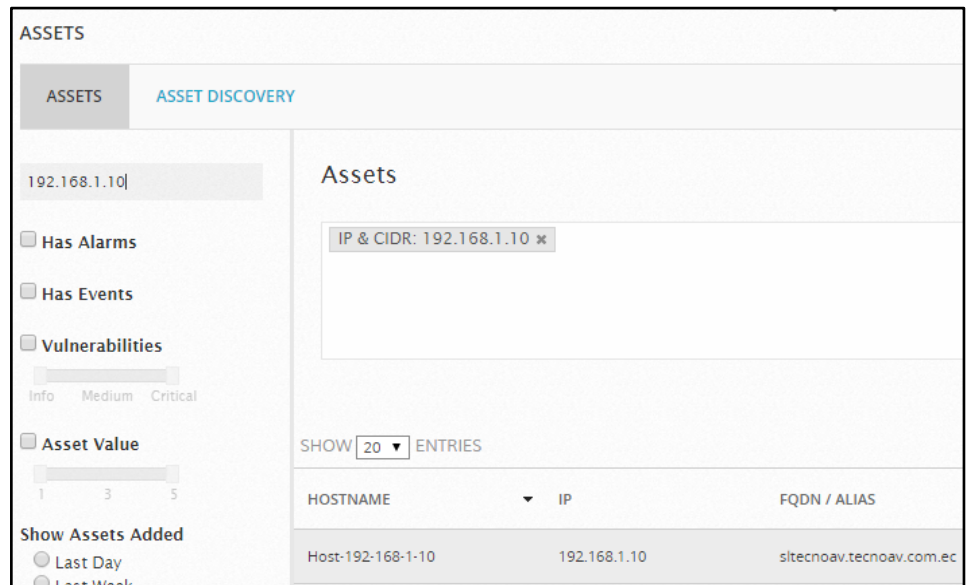 ASSETS
ASSETS ASSET DISCOVERY
192.168.1.10
Has Alarms
Has Events
Vulnerabilities
Info Medium Critical
Asset Value
1 3 5
Show Assets Added
Last Day
Last Week
Assets
IP & CIDR: 192.168.1.10 ×
SHOW 20 ▼ ENTRIES
HOSTNAME IP FQDN / ALIAS
Host-192-168-1-10 192.168.1.10 sltecnoav.tecnoav.com.ec